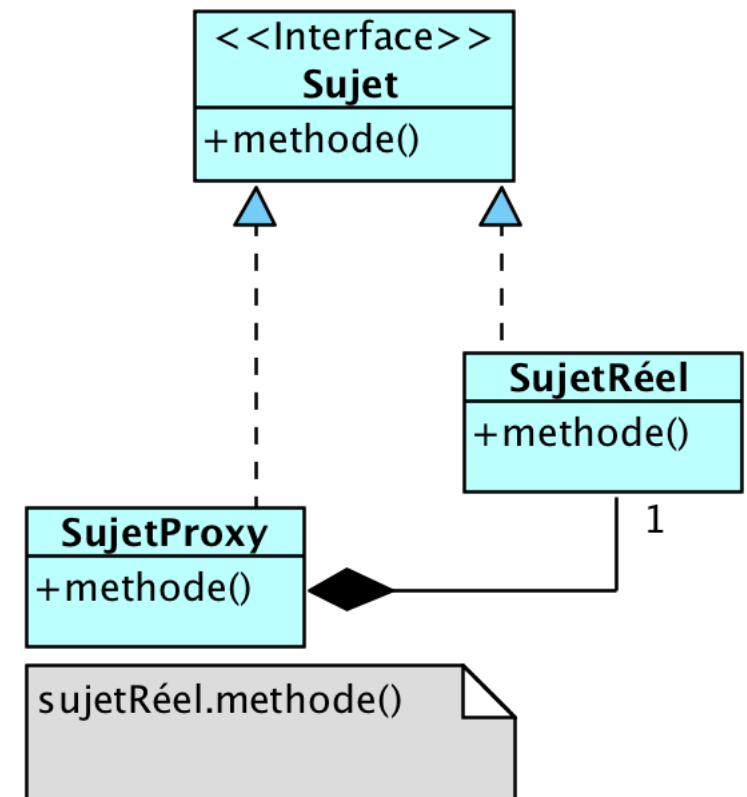 <<Interface>>
Sujet
+methode()
SujetRéel
+methode()
1
SujetProxy
+methode()
sujetRéel.methode()